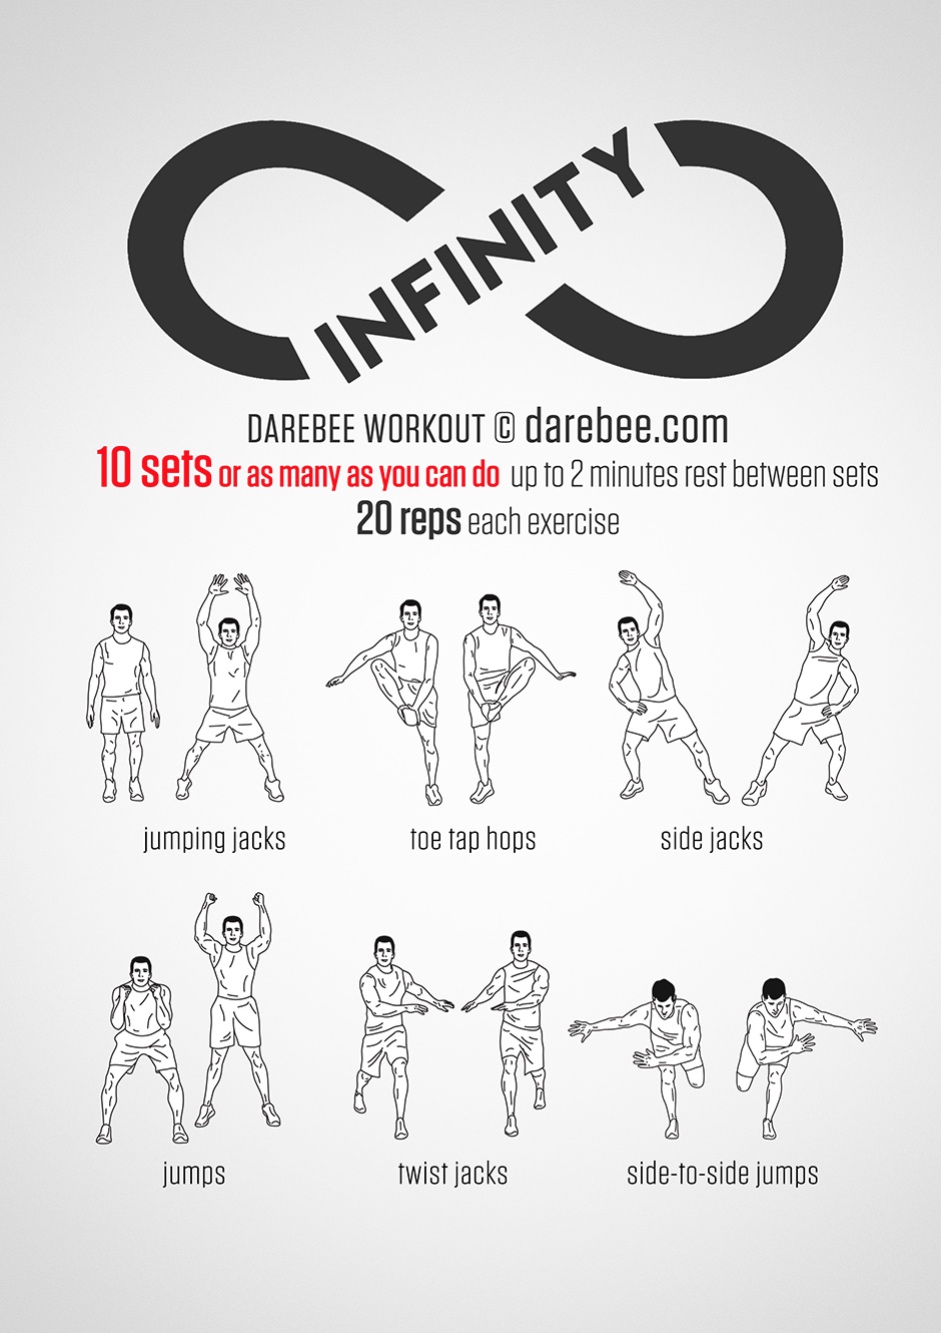 INFINITY
DAREBEE WORKOUT © darebee.com
10 sets or as many as you can do up to 2 minutes rest between sets
20 reps each exercise
jumping jacks
toe tap hops
side jacks
jumps
twist jacks
side-to-side jumps